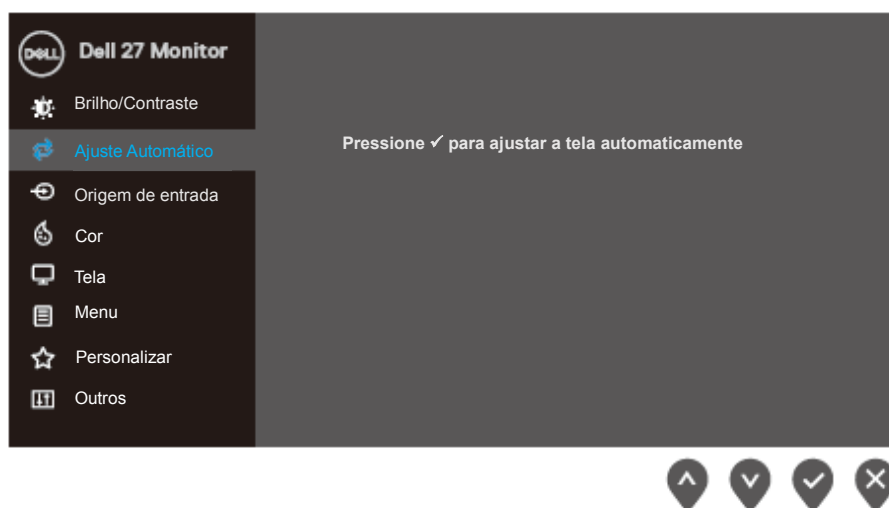 DELL Dell 27 Monitor
Brilho/Contraste
Ajuste Automático
Pressione ✓ para ajustar a tela automaticamente
Origem de entrada
Cor
Tela
Menu
Personalizar
Outros